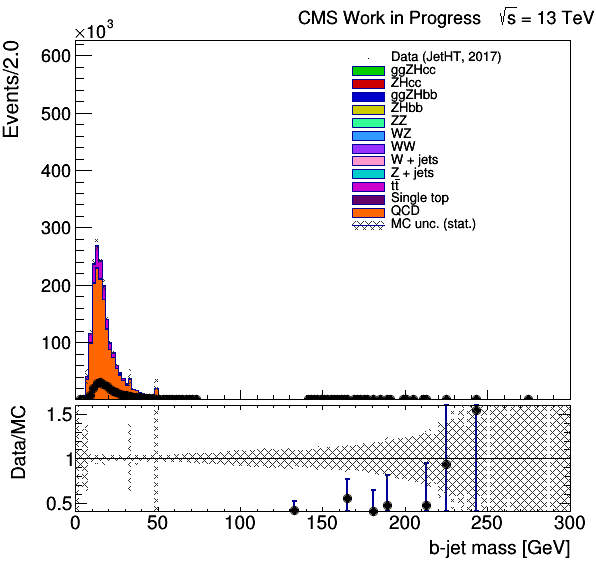 CMS Work in Progress √s = 13 TeV
×10³
Events/2.0
600
500
400
300
200
100
Data (JetHT, 2017)
ggZHcc
ZHcc
ggZHbb
ZHbb
ZZ
WZ
WW
W + jets
Z + jets
tt̄
Single top
QCD
MC unc. (stat.)
Data/MC
1.5
1
0.5
0 50 100 150 200 250 300
b-jet mass [GeV]